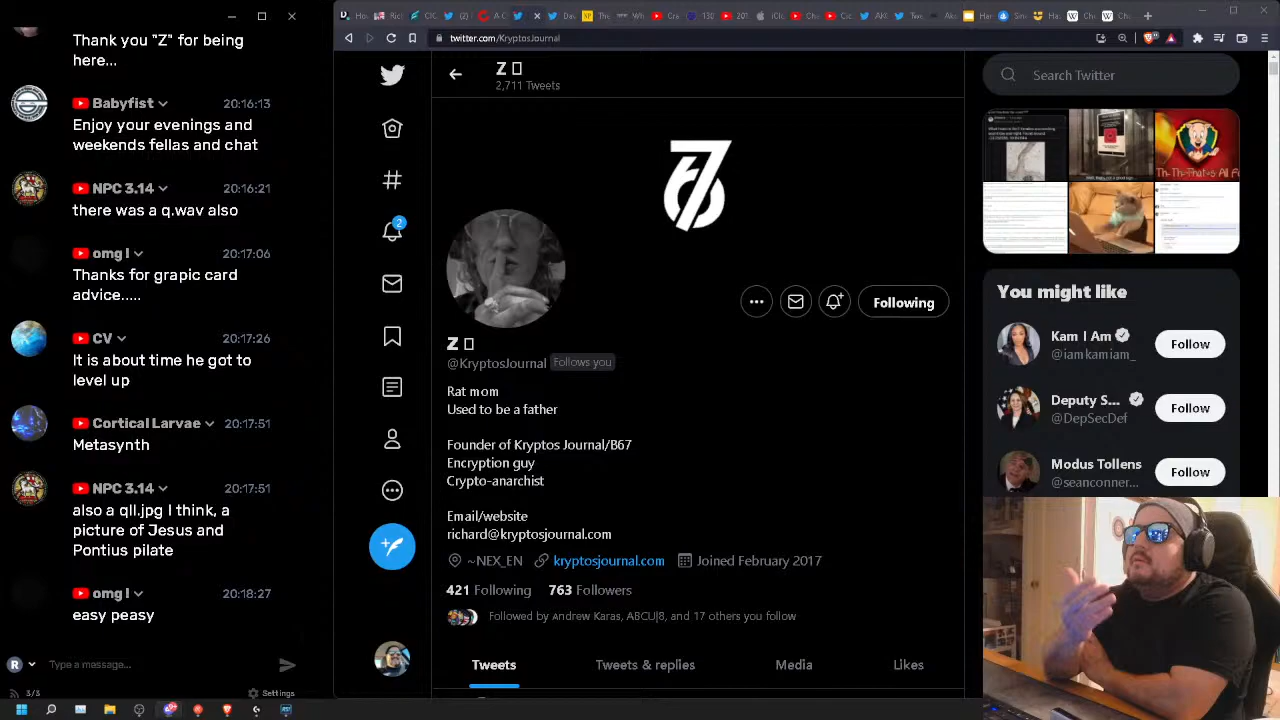 Thank you "Z" for being
here...
Babyfist 20:16:13
Enjoy your evenings and
weekends fellas and chat
NPC 3.14 20:16:21
there was a q.wav also
omg ! 20:17:06
Thanks for grapic card
advice.....
CV 20:17:26
It is about time he got to
level up
Cortical Larvae 20:17:51
Metasynth
NPC 3.14 20:17:51
also a qll.jpg I think, a
picture of Jesus and
Pontius pilate
omg ! 20:18:27
easy peasy
R
Type a message...
3/3
Settings
twitter.com/KryptosJournal
Z
2,711 Tweets
2
Following
Z
@KryptosJournal Follows you
Rat mom
Used to be a father
Founder of Kryptos Journal/B67
Encryption guy
Crypto-anarchist
Email/website
richard@kryptosjournal.com
~NEX_EN kryptosjournal.com Joined February 2017
421 Following 763 Followers
Followed by Andrew Karas, ABCU|8, and 17 others you follow
Tweets Tweets & replies Media Likes
Search Twitter
You might like
Kam I Am
@iamkamiam_
Follow
Deputy S...
@DepSecDef
Follow
Modus Tollens
@seanconner...
Follow